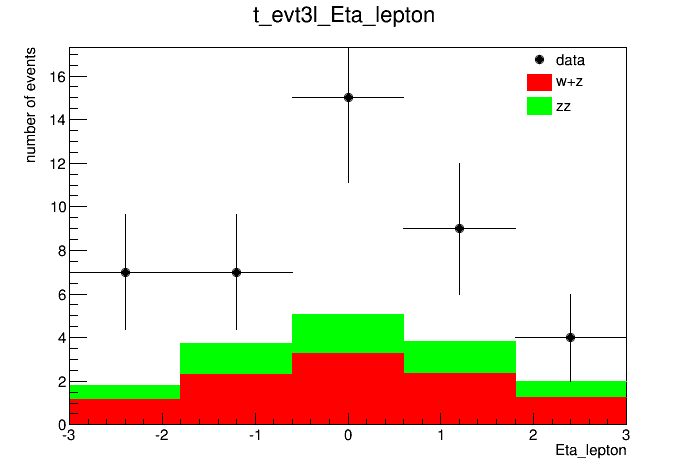 t_evt3l_Eta_lepton
number of events
16
14
12
10
8
6
4
2
0
data
w+z
zz
-3 -2 -1 0 1 2 3
Eta_lepton